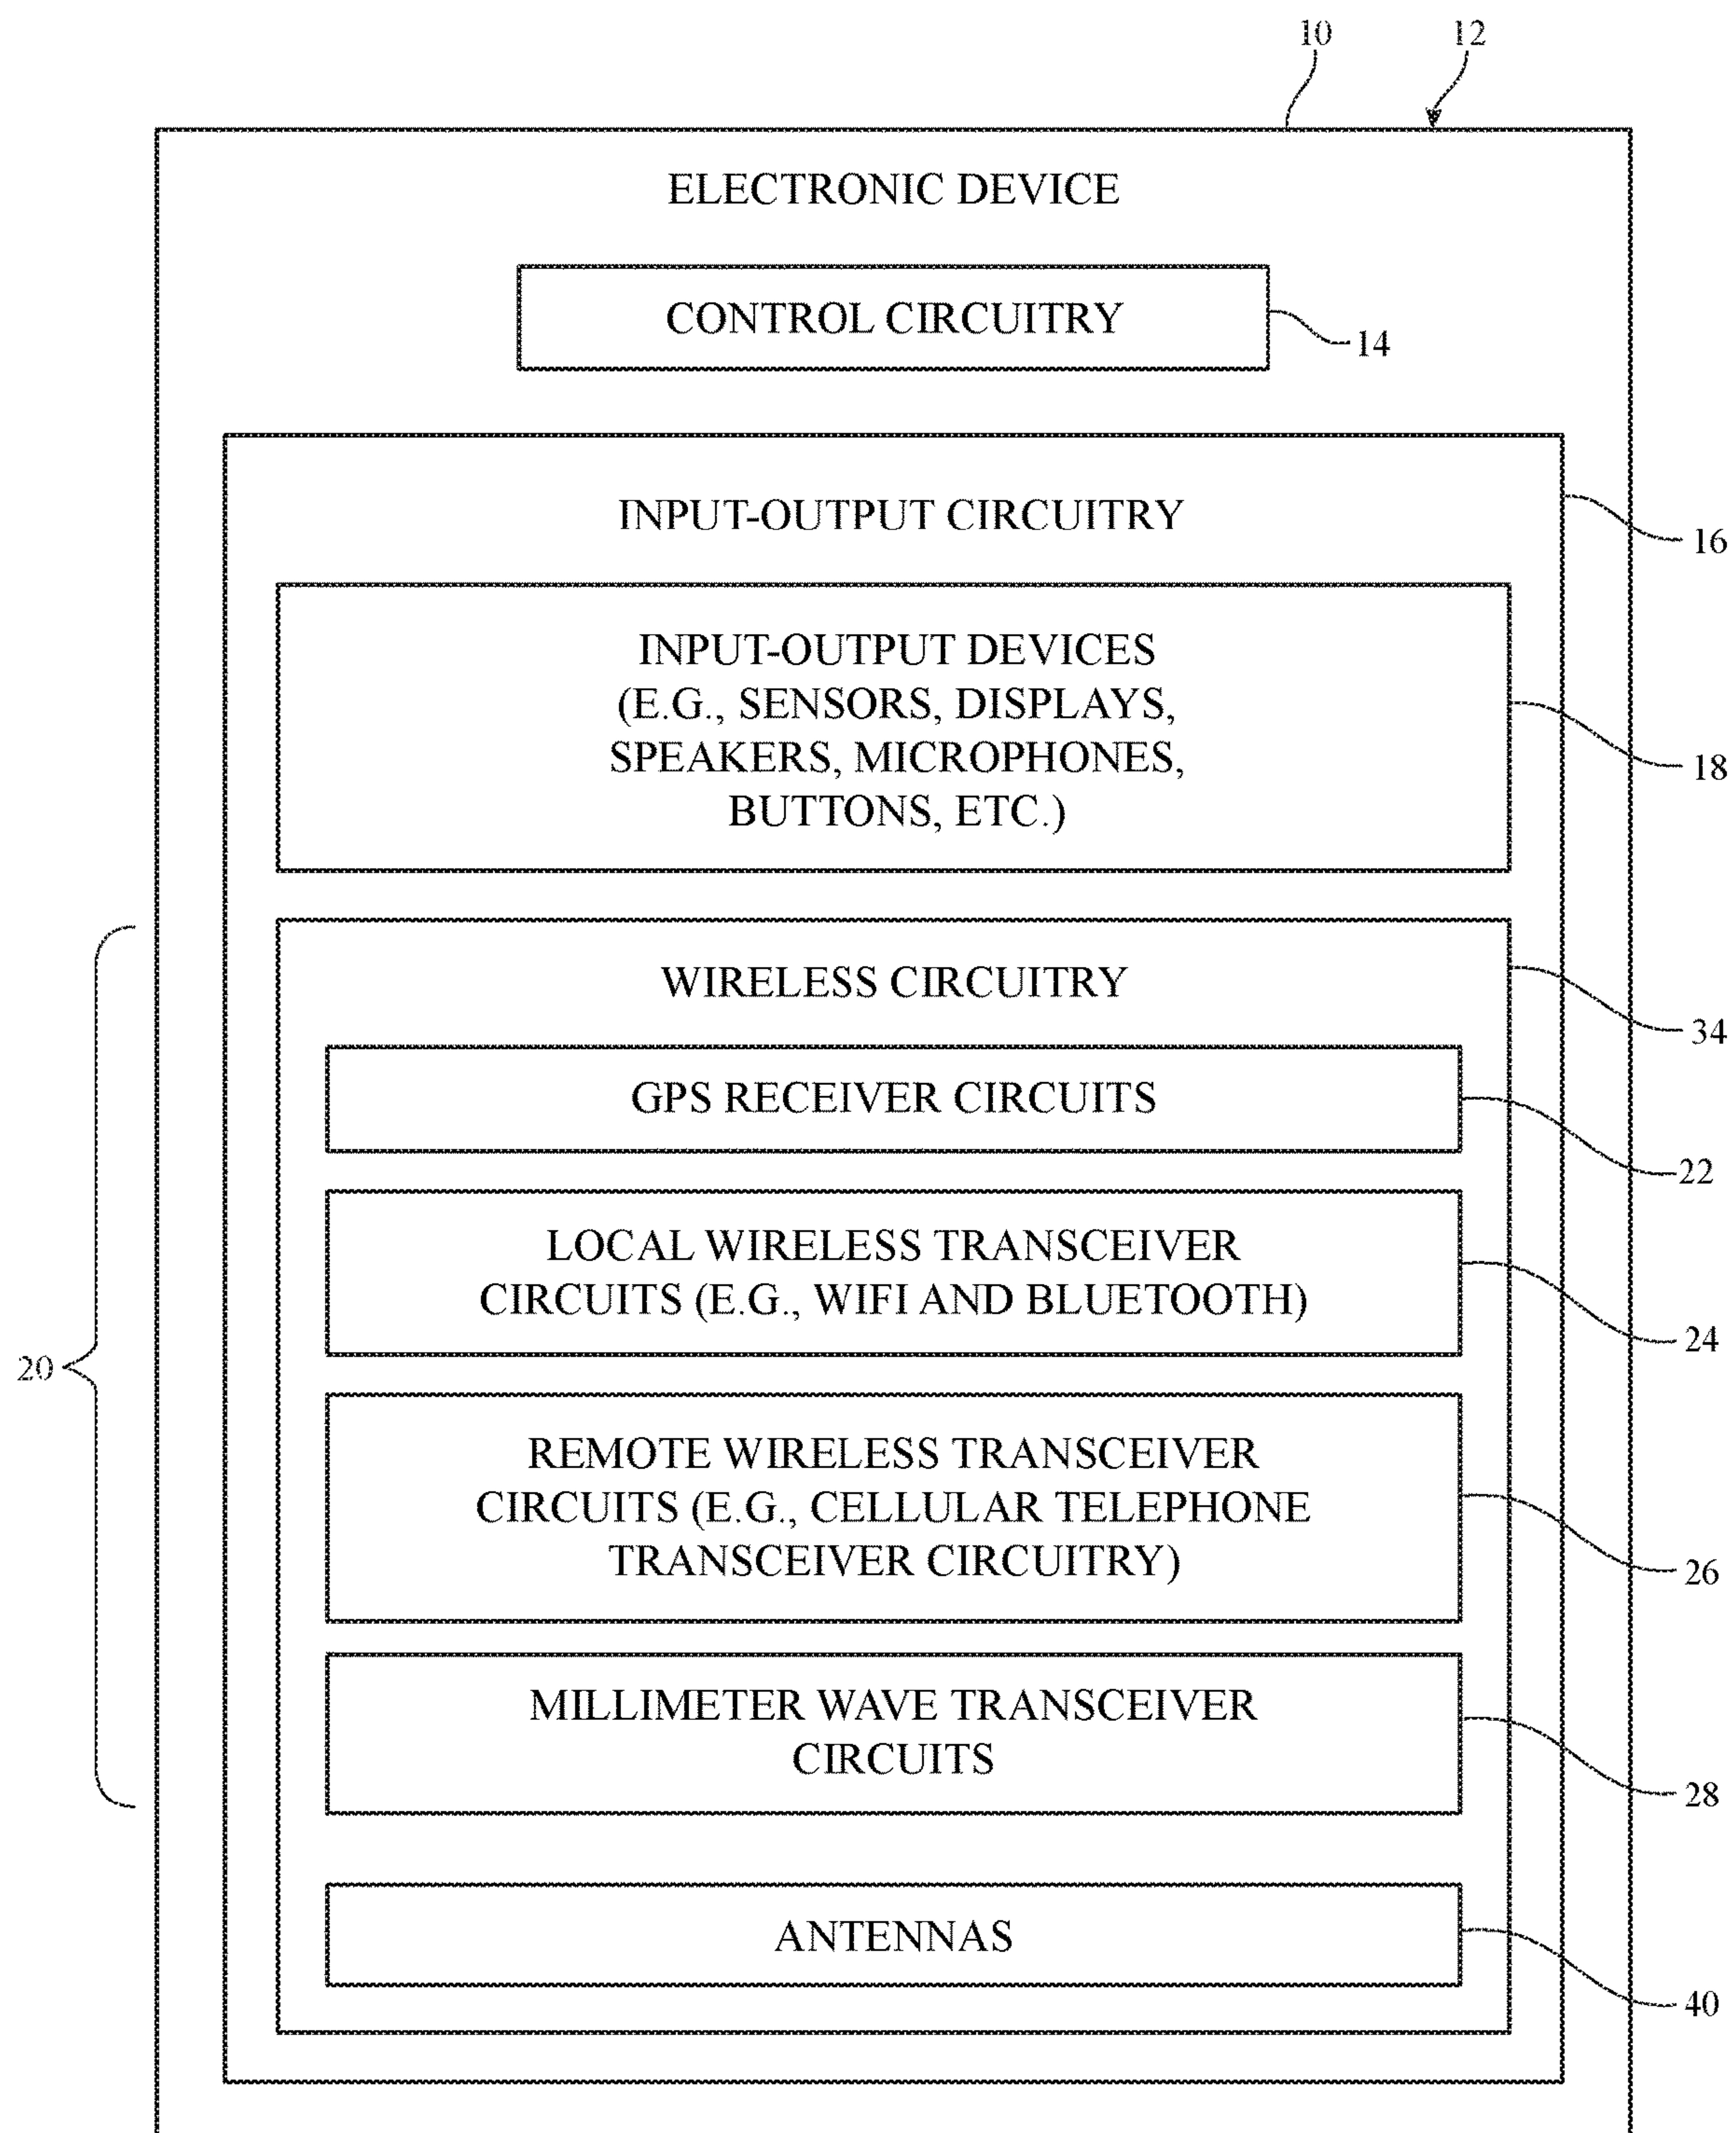 10
12
ELECTRONIC DEVICE
CONTROL CIRCUITRY
14
INPUT-OUTPUT CIRCUITRY
16
INPUT-OUTPUT DEVICES
(E.G., SENSORS, DISPLAYS,
SPEAKERS, MICROPHONES,
BUTTONS, ETC.)
18
WIRELESS CIRCUITRY
34
GPS RECEIVER CIRCUITS
22
LOCAL WIRELESS TRANSCEIVER
CIRCUITS (E.G., WIFI AND BLUETOOTH)
24
20
REMOTE WIRELESS TRANSCEIVER
CIRCUITS (E.G., CELLULAR TELEPHONE
TRANSCEIVER CIRCUITRY)
26
MILLIMETER WAVE TRANSCEIVER
CIRCUITS
28
ANTENNAS
40